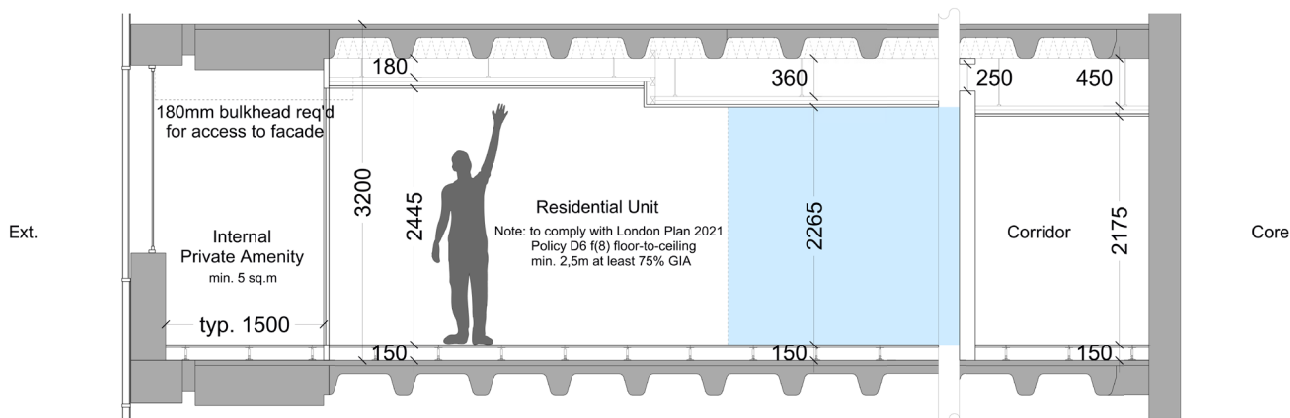 180
360
250
450
180mm bulkhead req'd
for access to facade
3200
2445
2265
2175
Ext.
Internal
Private Amenity
min. 5 sq.m
Residential Unit
Note: to comply with London Plan 2021
Policy D6 f(8) floor-to-ceiling
min. 2,5m at least 75% GIA
Corridor
Core
typ. 1500
150
150
150